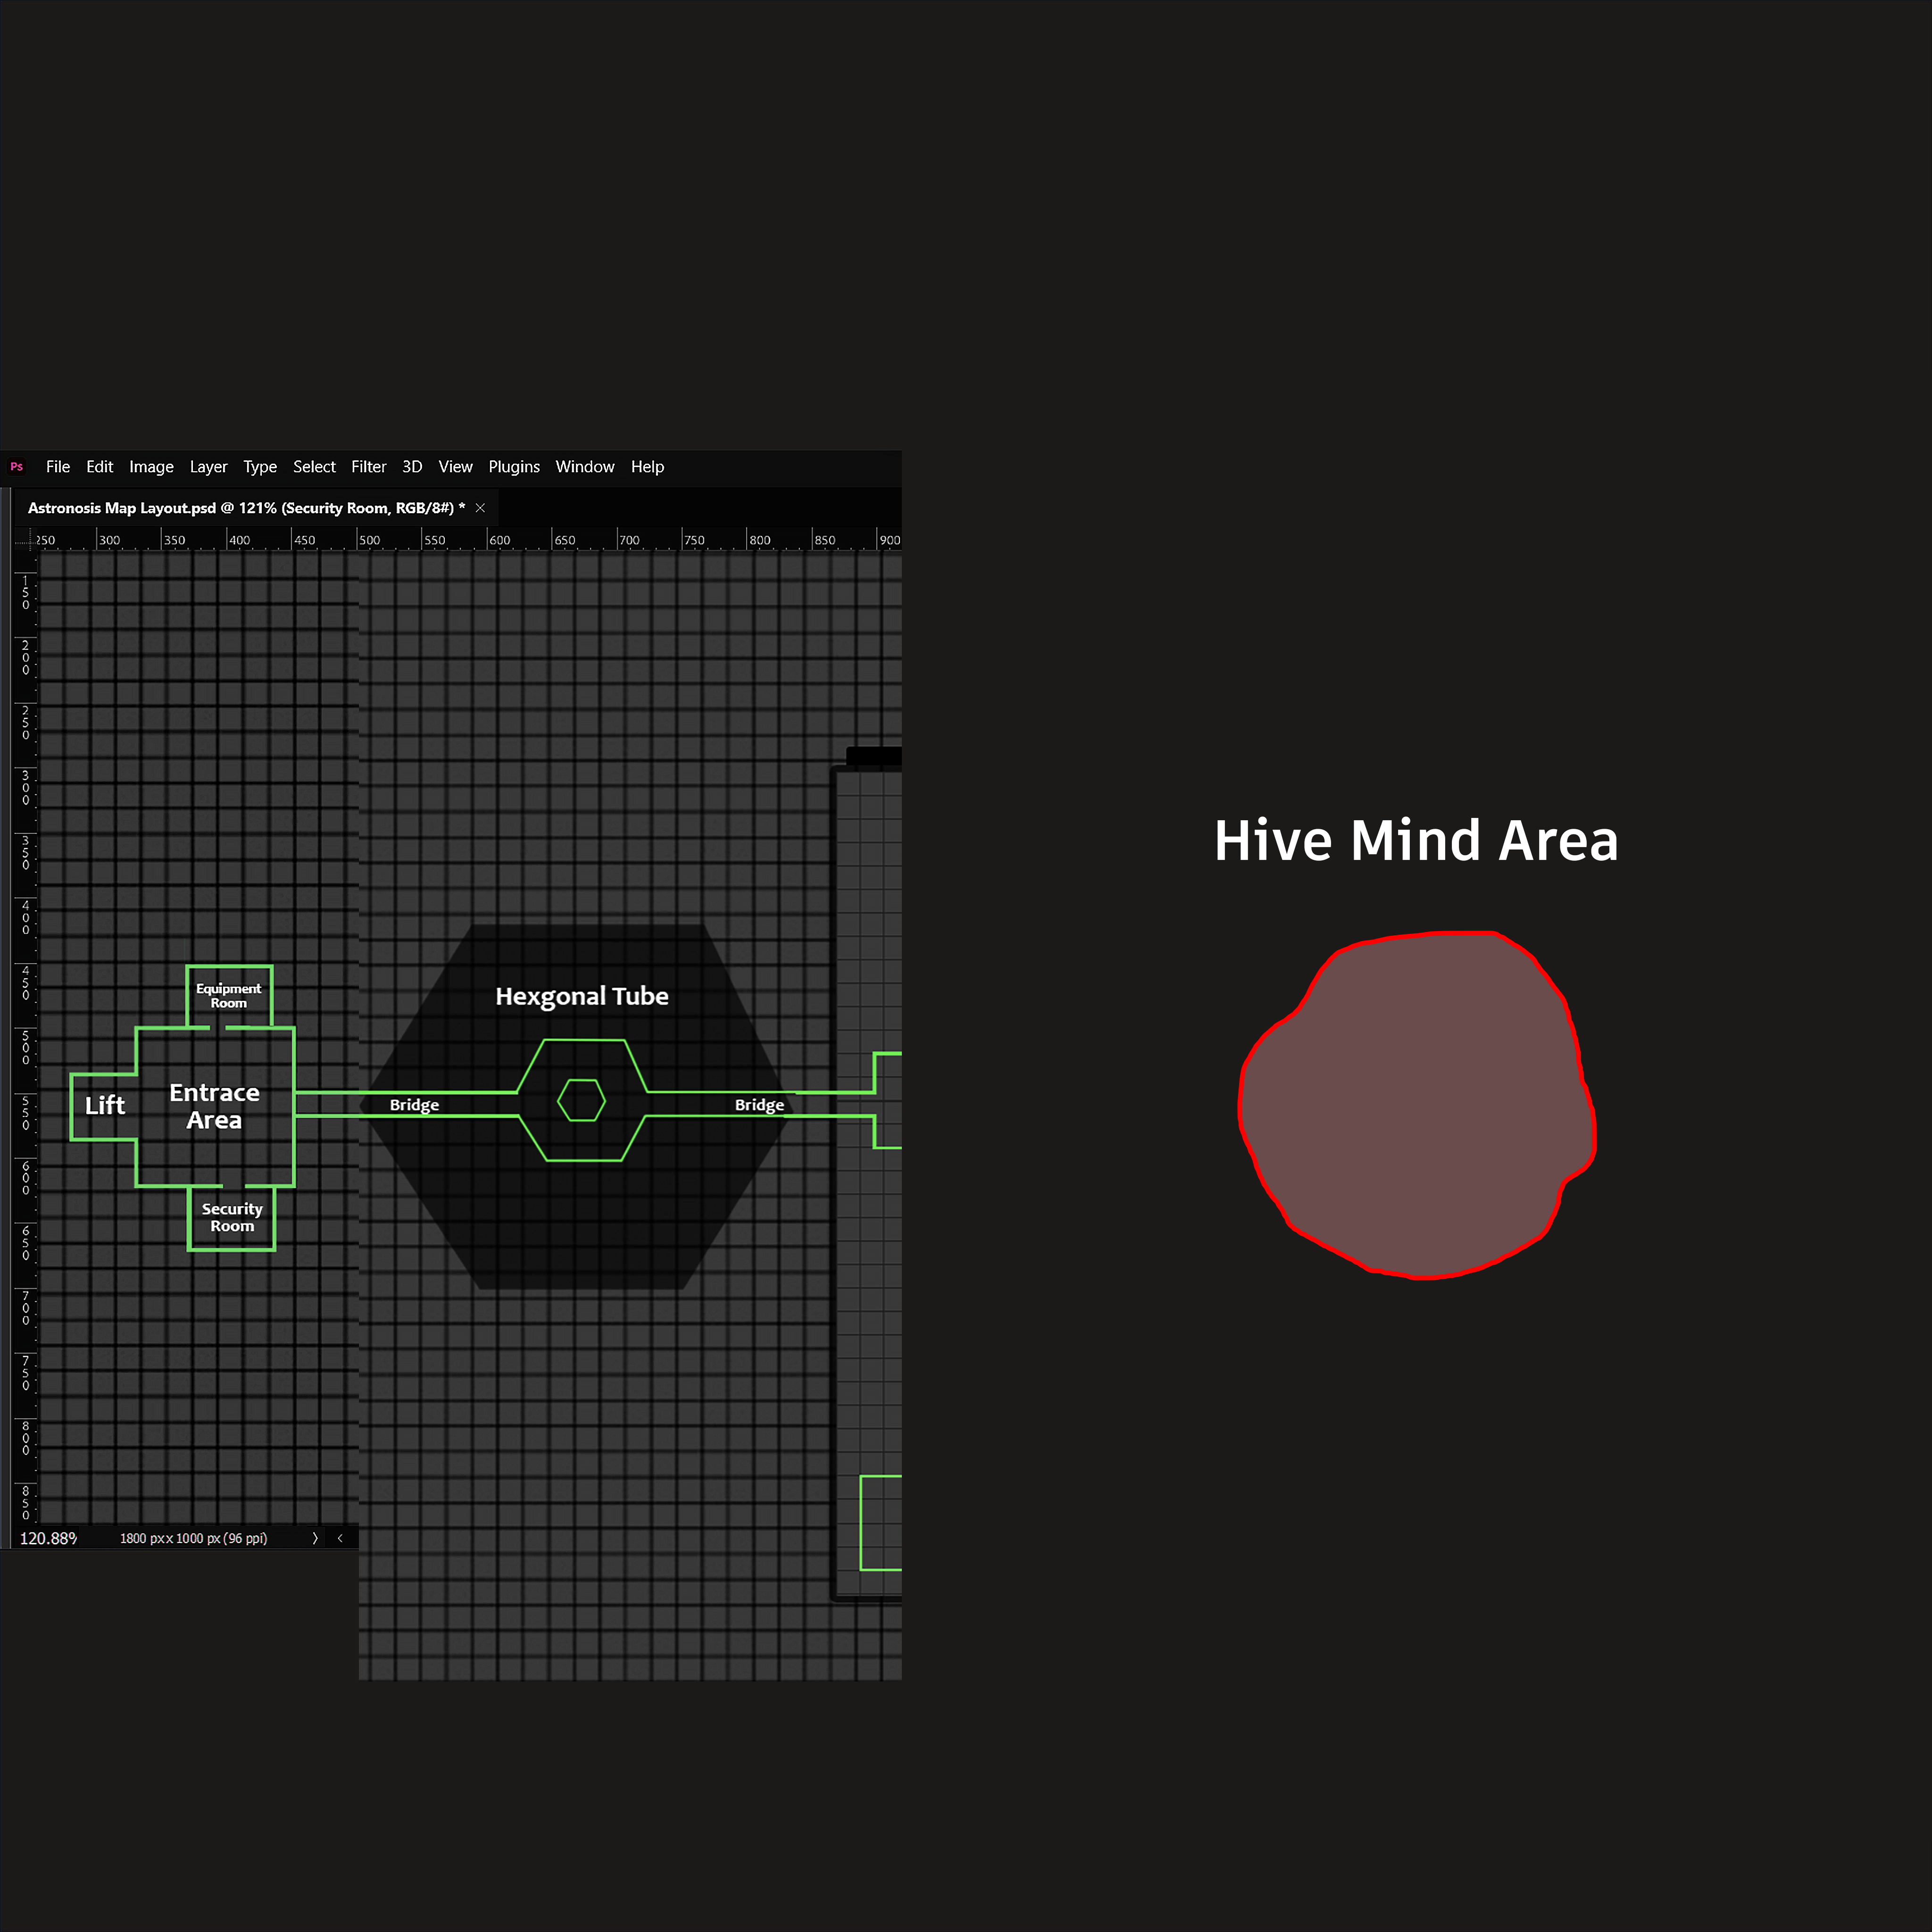 Ps File Edit Image Layer Type Select Filter 3D View Plugins Window Help
Astronosis Map Layout.psd @ 121% (Security Room, RGB/8#) * ×
250 300 350 400 450 500 550 600 650 700 750 800 850 900
150
200
250
300
350
400
450
500
550
600
650
700
750
800
850
Hive Mind Area
Equipment
Room
Hexgonal Tube
Lift
Entrace
Area
Bridge
Bridge
Security
Room
120.88%
1800 px x 1000 px (96 ppi)